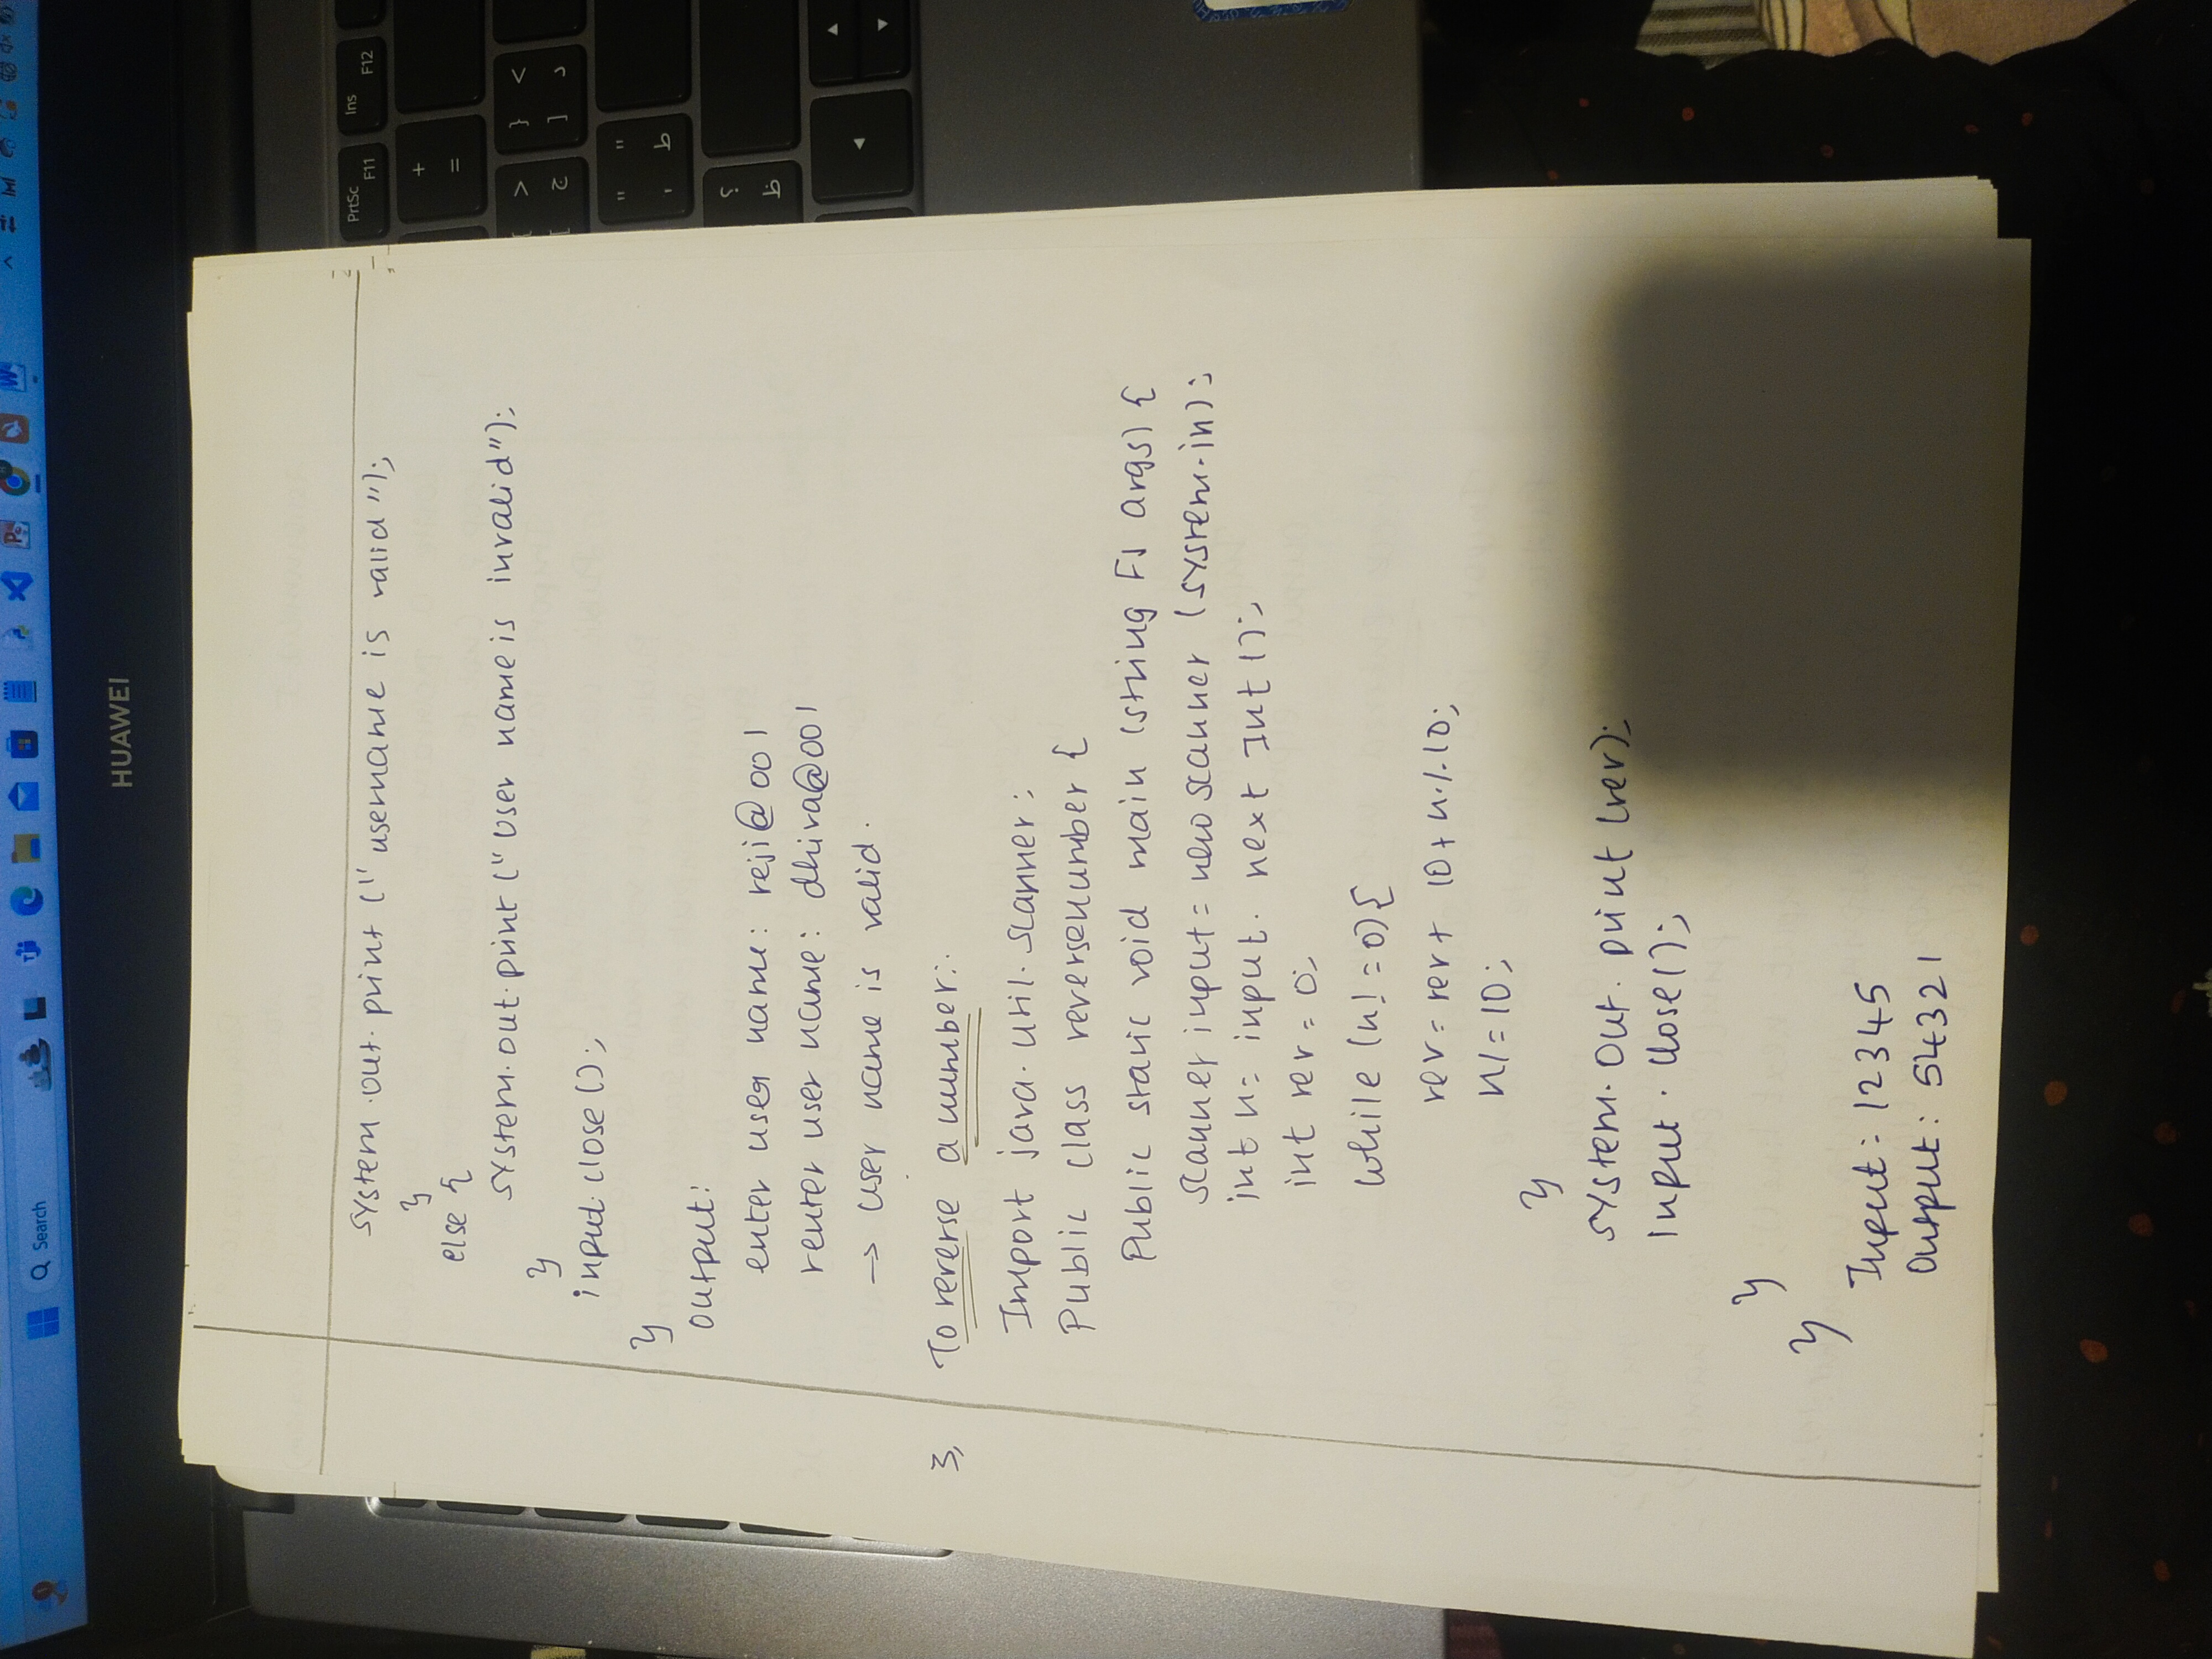 Search
HUAWEI
PrtSc
F11
Ins
F12
system.out.print ("username is valid");
}
else {
system.out.print ("User name is invalid");
}
input.close();
}
output:
enter user name: reji@001
renter user name: dhiva@001
→ User name is valid.
3, To reverse a number:.
Import java.util.scanner;
Public class reversenumber {
Public static void main (string [] args) {
scanner input = new scanner (system.in);
int n = input. next Int ();
int rev = 0;
while (n! = 0) {
rev = rev + 10 + n % 10;
n/=10;
}
system. out. print (rev);
Input. close();
}
}
Input: 12345
Output: 54321